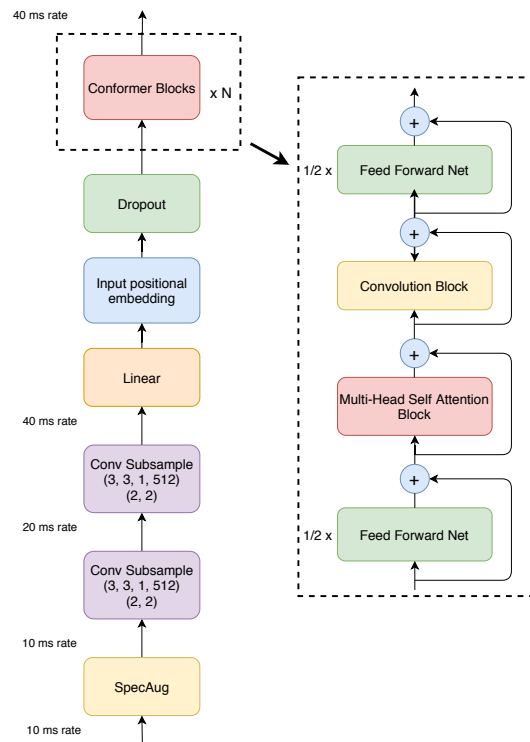 40 ms rate
Conformer Blocks
x N
Dropout
Input positional
embedding
Linear
40 ms rate
Conv Subsample
(3, 3, 1, 512)
(2, 2)
20 ms rate
Conv Subsample
(3, 3, 1, 512)
(2, 2)
10 ms rate
SpecAug
10 ms rate
+
1/2 x
Feed Forward Net
+
Convolution Block
+
Multi-Head Self Attention
Block
+
1/2 x
Feed Forward Net